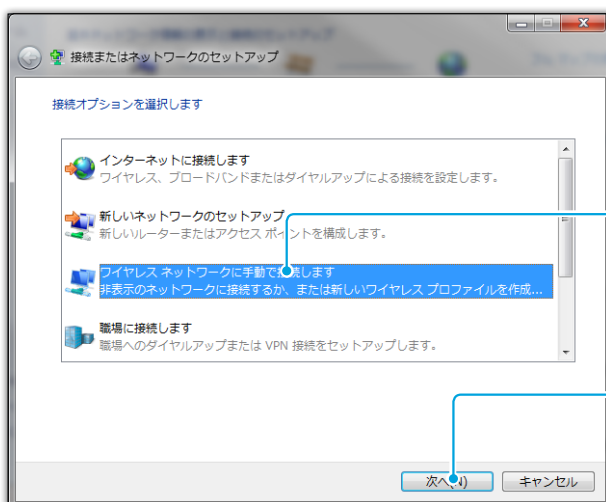 接続またはネットワークのセットアップ
接続オプションを選択します
インターネットに接続します
ワイヤレス、ブロードバンドまたはダイヤルアップによる接続を設定します。
新しいネットワークのセットアップ
新しいルーターまたはアクセス ポイントを構成します。
ワイヤレス ネットワークに手動で接続します
非表示のネットワークに接続するか、または新しいワイヤレス プロファイルを作成...
職場に接続します
職場へのダイヤルアップまたは VPN 接続をセットアップします。
次へ(N)
キャンセル